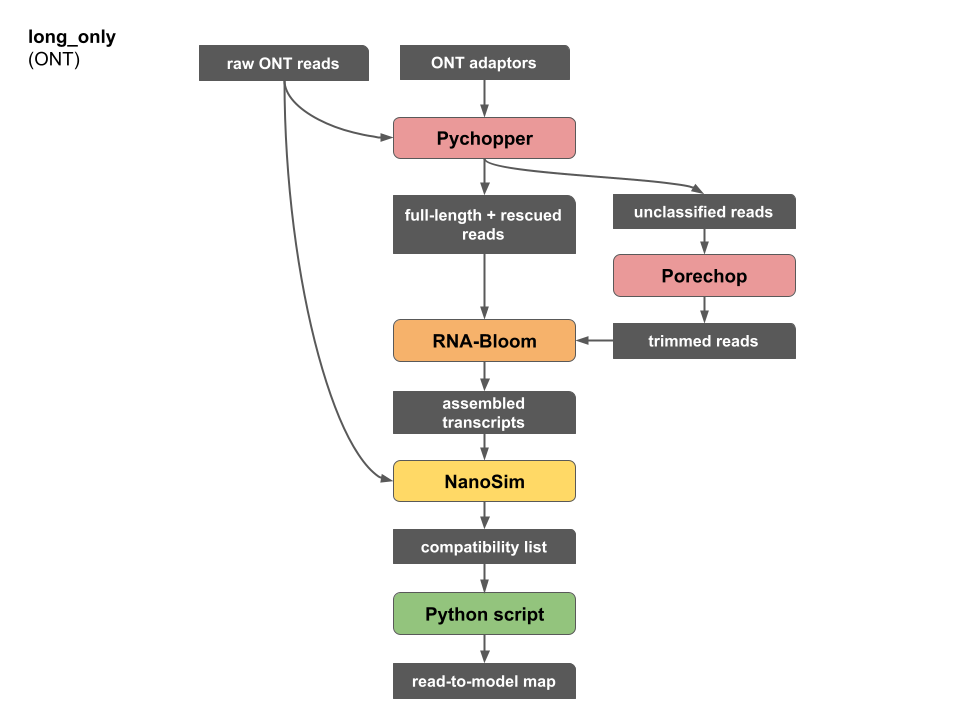 long_only
(ONT)
raw ONT reads
ONT adaptors
Pychopper
full-length + rescued
reads
unclassified reads
Porechop
RNA-Bloom
trimmed reads
assembled
transcripts
NanoSim
compatibility list
Python script
read-to-model map